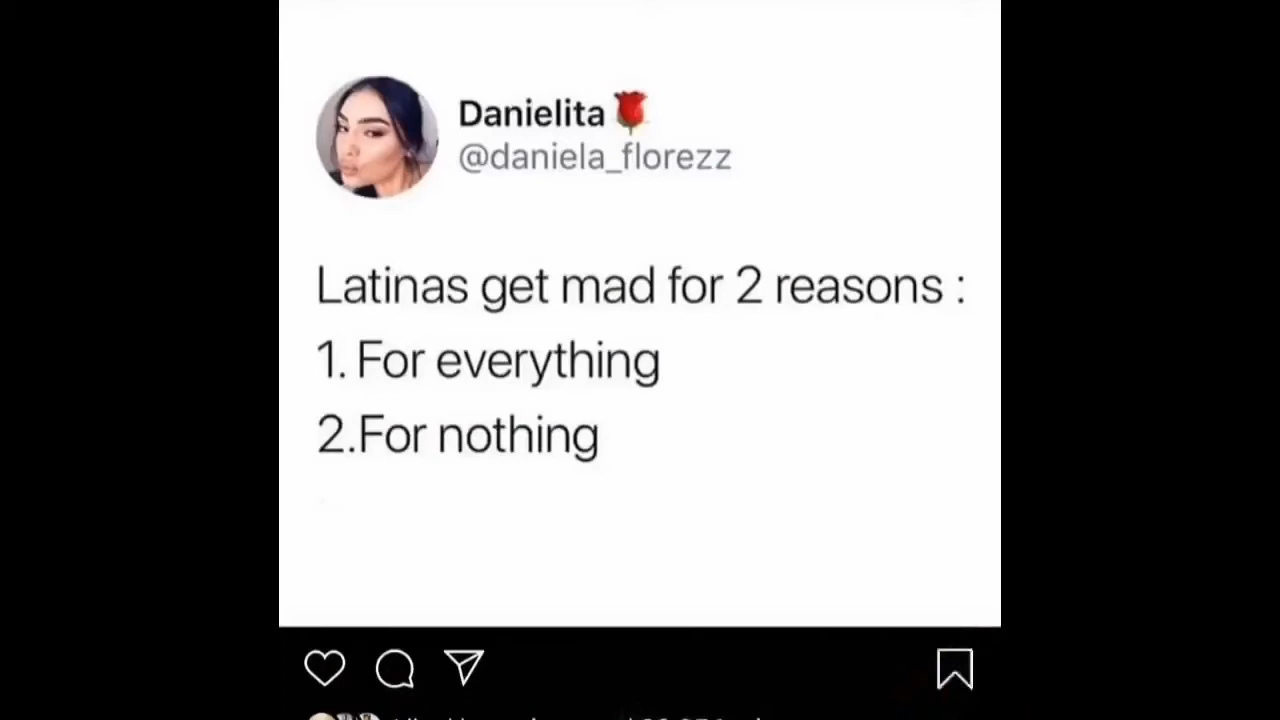 Danielita🌹
@daniela_florezz
Latinas get mad for 2 reasons :
1. For everything
2.For nothing